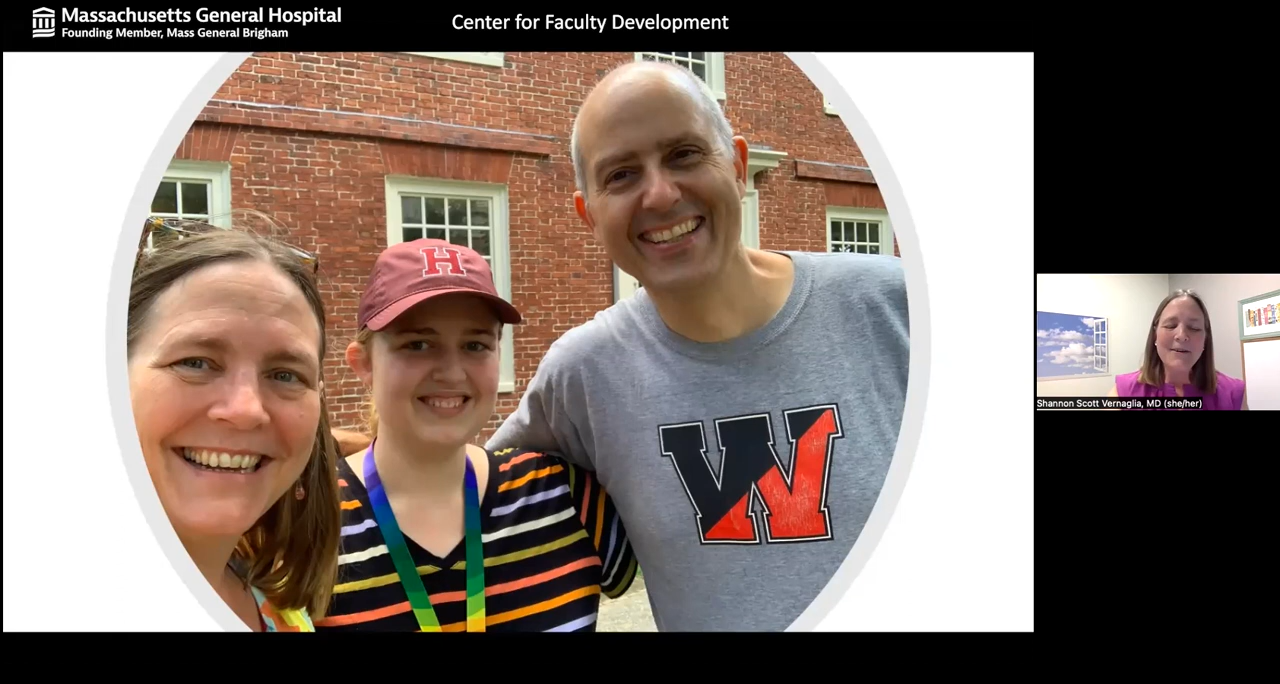 Massachusetts General Hospital
Founding Member, Mass General Brigham
Center for Faculty Development
H
W
Shannon Scott Vernaglia, MD (she/her)